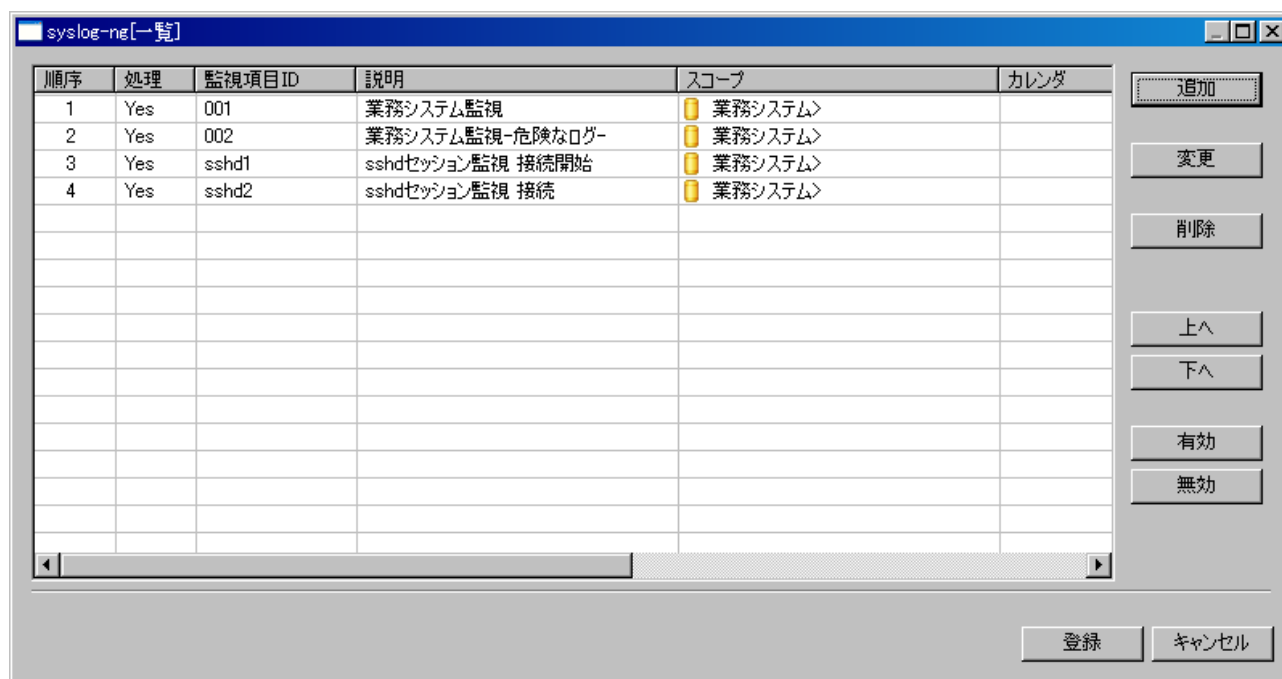 syslog-ng[一覧]
順序 処理 監視項目ID 説明 スコープ カレンダ
1 Yes 001 業務システム監視 業務システム>
2 Yes 002 業務システム監視-危険なログ- 業務システム>
3 Yes sshd1 sshdセッション監視 接続開始 業務システム>
4 Yes sshd2 sshdセッション監視 接続 業務システム>
追加
変更
削除
上へ
下へ
有効
無効
登録 キャンセル